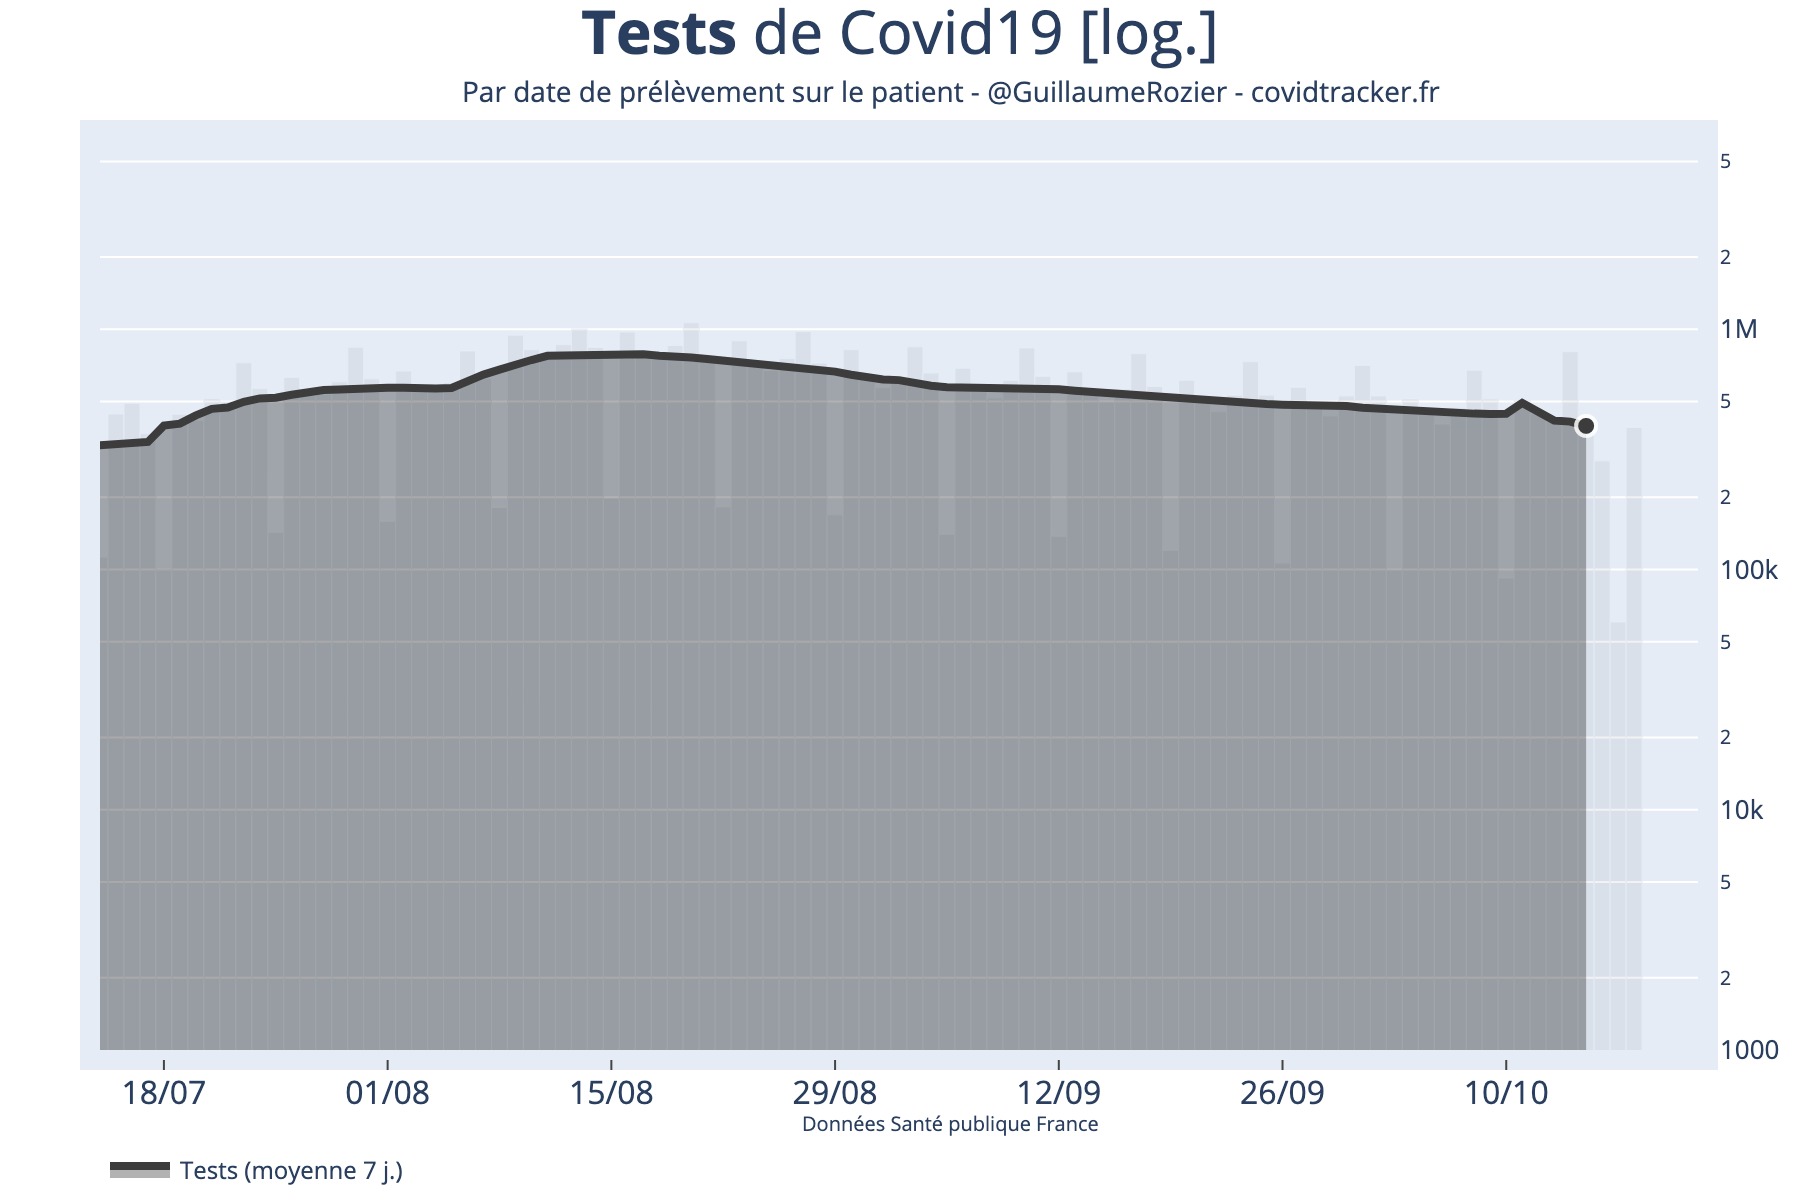 Tests de Covid19 [log.]
Par date de prélèvement sur le patient - @GuillaumeRozier - covidtracker.fr
5
2
1M
5
2
100k
5
2
10k
5
2
1000
18/07 01/08 15/08 29/08 12/09 26/09 10/10
Données Santé publique France
Tests (moyenne 7 j.)